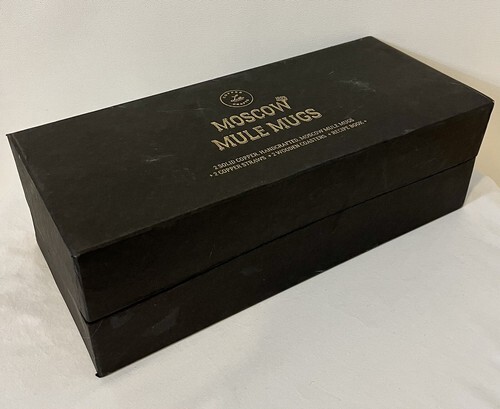 MOSCOW
MULE MUGS
2 SOLID COPPER, HANDCRAFTED, MOSCOW MULE MUGS
• 2 COPPER STRAWS • 2 WOODEN COASTERS • RECIPE BOOK •